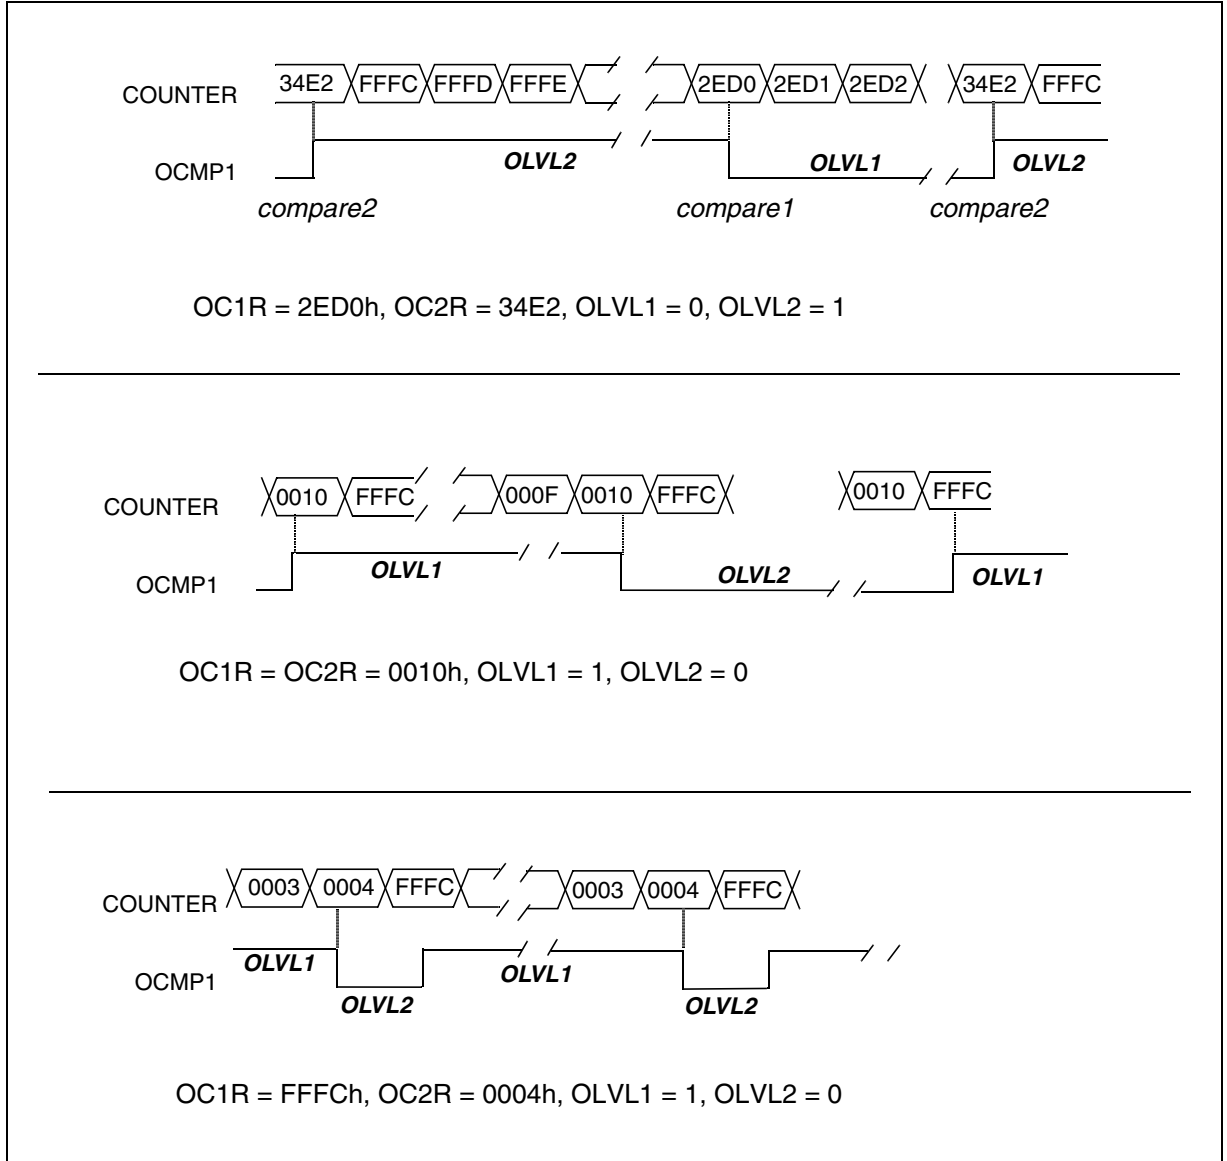 COUNTER 34E2 FFFC FFFD FFFE 2ED0 2ED1 2ED2 34E2 FFFC
OCMP1 OLVL2 OLVL1 OLVL2
compare2 compare1 compare2
OC1R = 2ED0h, OC2R = 34E2, OLVL1 = 0, OLVL2 = 1
COUNTER 0010 FFFC 000F 0010 FFFC 0010 FFFC
OCMP1 OLVL1 OLVL2 OLVL1
OC1R = OC2R = 0010h, OLVL1 = 1, OLVL2 = 0
COUNTER 0003 0004 FFFC 0003 0004 FFFC
OCMP1 OLVL1 OLVL2 OLVL1 OLVL2
OC1R = FFFCh, OC2R = 0004h, OLVL1 = 1, OLVL2 = 0